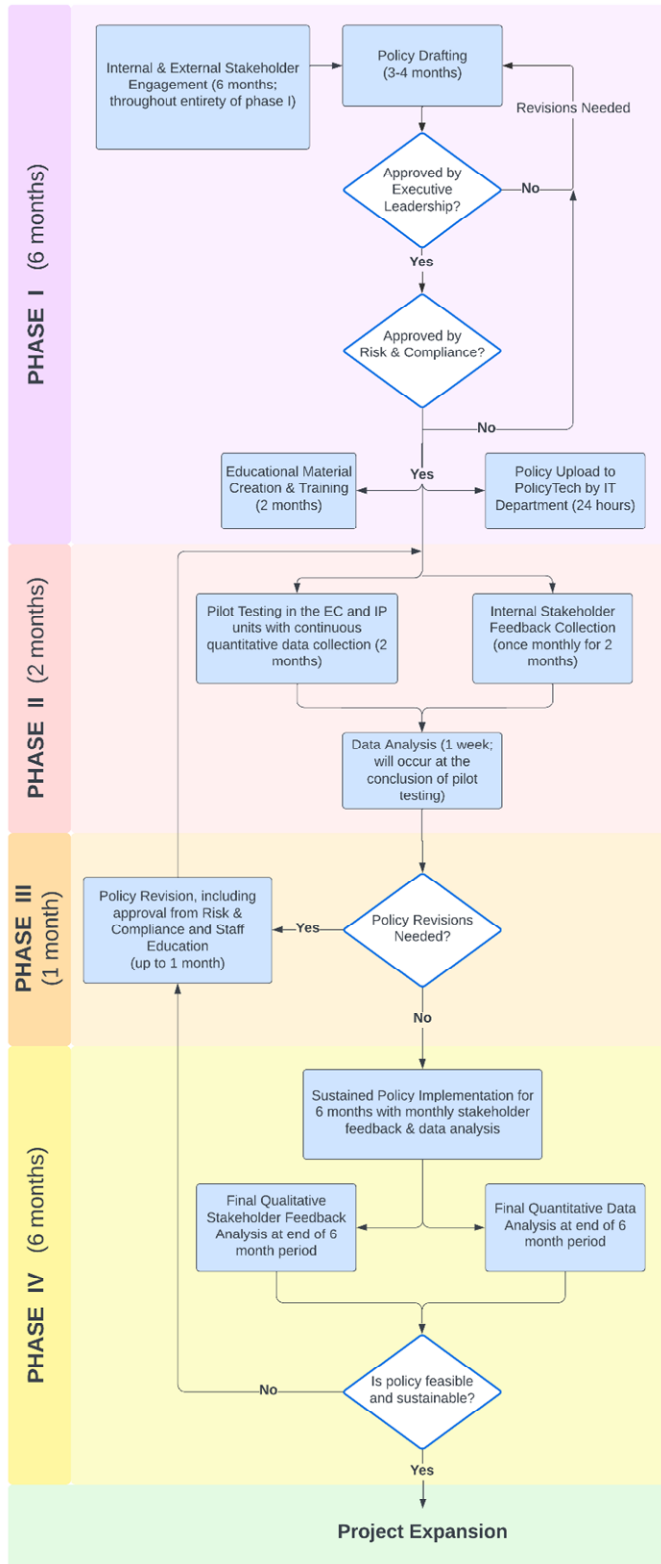 PHASE I (6 months)
Internal & External Stakeholder
Engagement (6 months;
throughout entirety of phase I)
Policy Drafting
(3-4 months)
Revisions Needed
Approved by
Executive
Leadership?
No
Yes
Approved by
Risk & Compliance?
No
Yes
Educational Material
Creation & Training
(2 months)
Policy Upload to
PolicyTech by IT
Department (24 hours)
PHASE II (2 months)
Pilot Testing in the EC and IP
units with continuous
quantitative data collection (2
months)
Internal Stakeholder
Feedback Collection
(once monthly for 2
months)
Data Analysis (1 week;
will occur at the
conclusion of pilot
testing)
PHASE III
(1 month)
Policy Revision, including
approval from Risk &
Compliance and Staff
Education
(up to 1 month)
Yes
Policy Revisions
Needed?
No
PHASE IV (6 months)
Sustained Policy Implementation for
6 months with monthly stakeholder
feedback & data analysis
Final Qualitative
Stakeholder Feedback
Analysis at end of 6
month period
Final Quantitative Data
Analysis at end of 6
month period
No
Is policy feasible
and sustainable?
Yes
Project Expansion